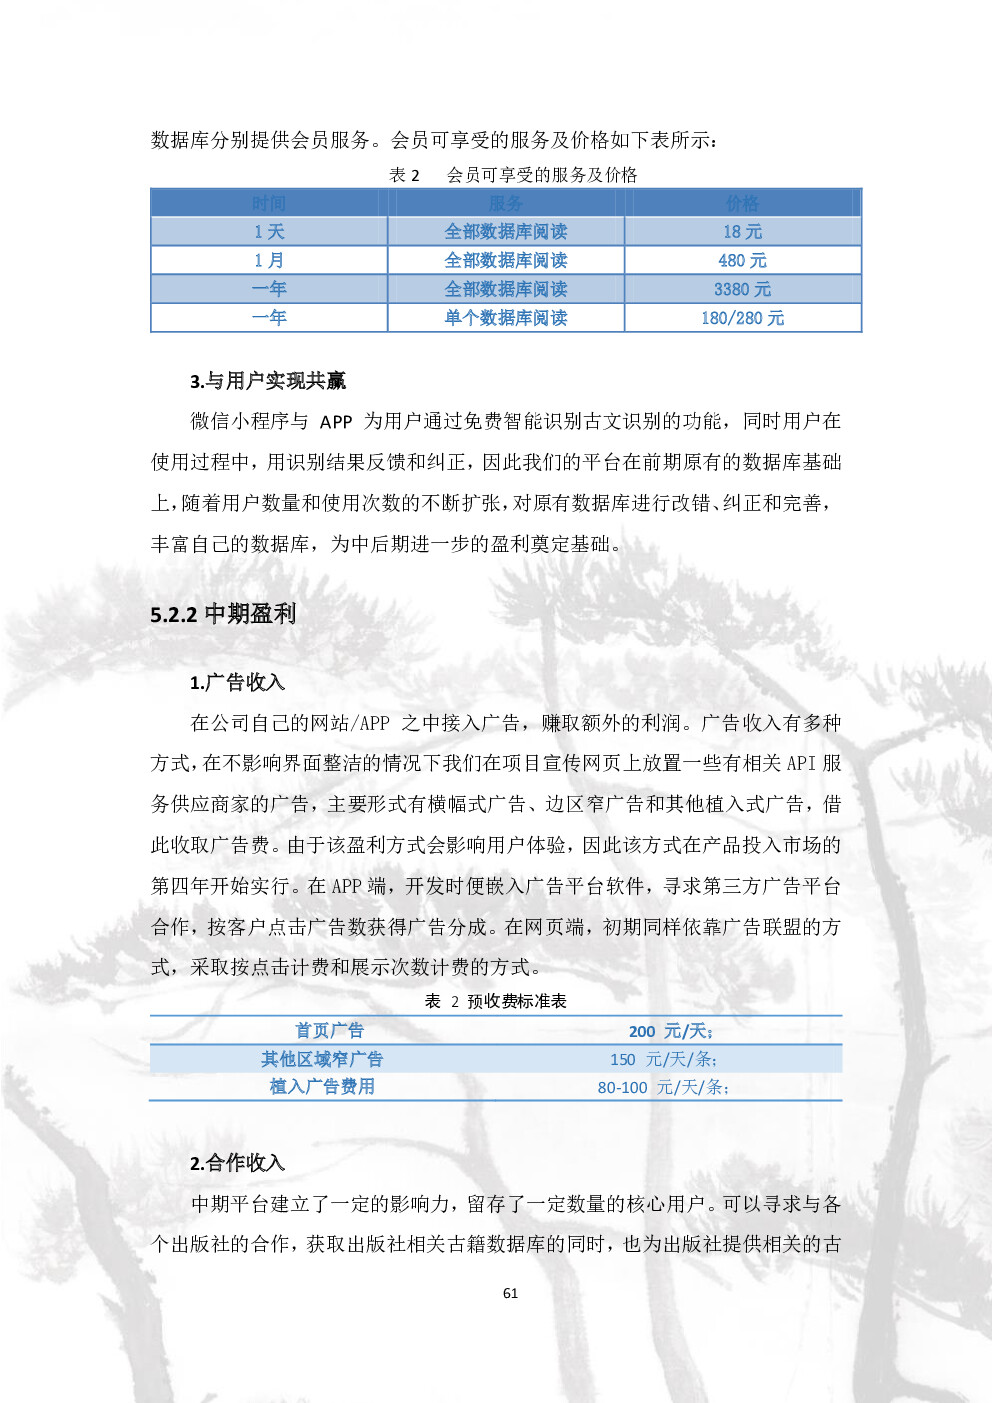 数据库分别提供会员服务。会员可享受的服务及价格如下表所示：
表 2 会员可享受的服务及价格
时间 服务 价格
1 天 全部数据库阅读 18 元
1 月 全部数据库阅读 480 元
一年 全部数据库阅读 3380 元
一年 单个数据库阅读 180/280 元
3.与用户实现共赢
微信小程序与 APP 为用户通过免费智能识别古文识别的功能，同时用户在
使用过程中，用识别结果反馈和纠正，因此我们的平台在前期原有的数据库基础
上，随着用户数量和使用次数的不断扩张，对原有数据库进行改错、纠正和完善，
丰富自己的数据库，为中后期进一步的盈利奠定基础。
5.2.2 中期盈利
1.广告收入
在公司自己的网站/APP 之中接入广告，赚取额外的利润。广告收入有多种
方式，在不影响界面整洁的情况下我们在项目宣传网页上放置一些有相关 API 服
务供应商家的广告，主要形式有横幅式广告、边区窄广告和其他植入式广告，借
此收取广告费。由于该盈利方式会影响用户体验，因此该方式在产品投入市场的
第四年开始实行。在 APP 端，开发时便嵌入广告平台软件，寻求第三方广告平台
合作，按客户点击广告数获得广告分成。在网页端，初期同样依靠广告联盟的方
式，采取按点击计费和展示次数计费的方式。
表 2 预收费标准表
首页广告 200 元/天；
其他区域窄广告 150 元/天/条；
植入广告费用 80-100 元/天/条；
2.合作收入
中期平台建立了一定的影响力，留存了一定数量的核心用户。可以寻求与各
个出版社的合作，获取出版社相关古籍数据库的同时，也为出版社提供相关的古
61